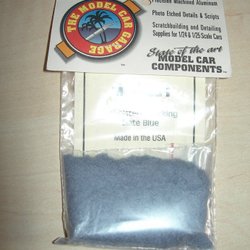 THE MODEL CAR GARAGE
Precision Machined Aluminum
Photo Etched Details & Scripts
Scratchbuilding and Detailing
Supplies for 1/24 & 1/25 Scale Cars
State of the art
MODEL CAR
COMPONENTS
Blue
Made in the USA